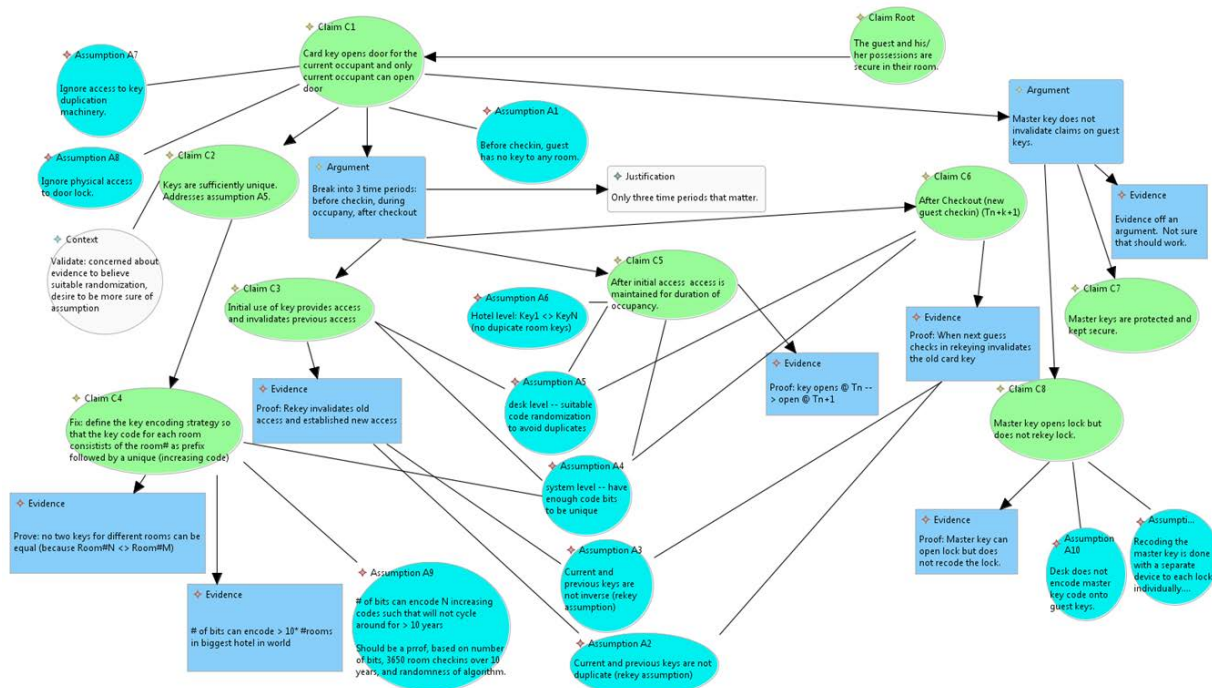 Claim C1
Card key opens door for the
current occupant and only
current occupant can open
door
Claim Root
The guest and his/
her possessions are
secure in their room.
Assumption A7
Ignore access to key
duplication
machinery.
Argument
Master key does not
invalidate claims on guest
keys.
Assumption A1
Before checkin, guest
has no key to any room.
Assumption A8
Ignore physical access
to door lock.
Claim C2
Keys are sufficiently unique.
Addresses assumption A5.
Argument
Break into 3 time periods:
before checkin, during
occupany, after checkout
Justification
Only three time periods that matter.
Claim C6
After Checkout (new
guest checkin) (Tn+k+1)
Evidence
Evidence off an
argument. Not sure
that should work.
Context
Validate: concerned about
evidence to believe
suitable randomization,
desire to be more sure of
assumption
Claim C3
Initial use of key provides access
and invalidates previous access
Claim C5
After initial access access is
maintained for duration of
occupancy.
Assumption A6
Hotel level: Key1 <> KeyN
(no dupicate room keys)
Claim C7
Master keys are protected and
kept secure.
Evidence
Proof: When next guess
checks in rekeying invalidates
the old card key
Evidence
Proof: key opens @ Tn --
> open @ Tn+1
Evidence
Proof: Rekey invalidates old
access and established new access
Assumption A5
desk level -- suitable
code randomization
to avoid duplicates
Claim C8
Master key opens lock but
does not rekey lock.
Claim C4
Fix: define the key encoding strategy so
that the key code for each room
consistists of the room# as prefix
followed by a unique (increasing code)
Assumption A4
system level -- have
enough code bits
to be unique
Evidence
Prove: no two keys for different rooms can be
equal (because Room#N <> Room#M)
Evidence
Proof: Master key can
open lock but does
not recode the lock.
Assumption
A10
Desk does not
encode master
key code onto
guest keys.
Assumpti...
Recoding the
master key is done
with a separate
device to each lock
individually....
Assumption A3
Current and
previous keys are
not inverse (rekey
assumption)
Assumption A9
# of bits can encode N increasing
codes such that will not cycle
around for > 10 years
Should be a prrof, based on number
of bits, 3650 room checkins over 10
years, and randomness of algorithm.
Evidence
# of bits can encode > 10* #rooms
in biggest hotel in world
Assumption A2
Current and previous keys are not
duplicate (rekey assumption)